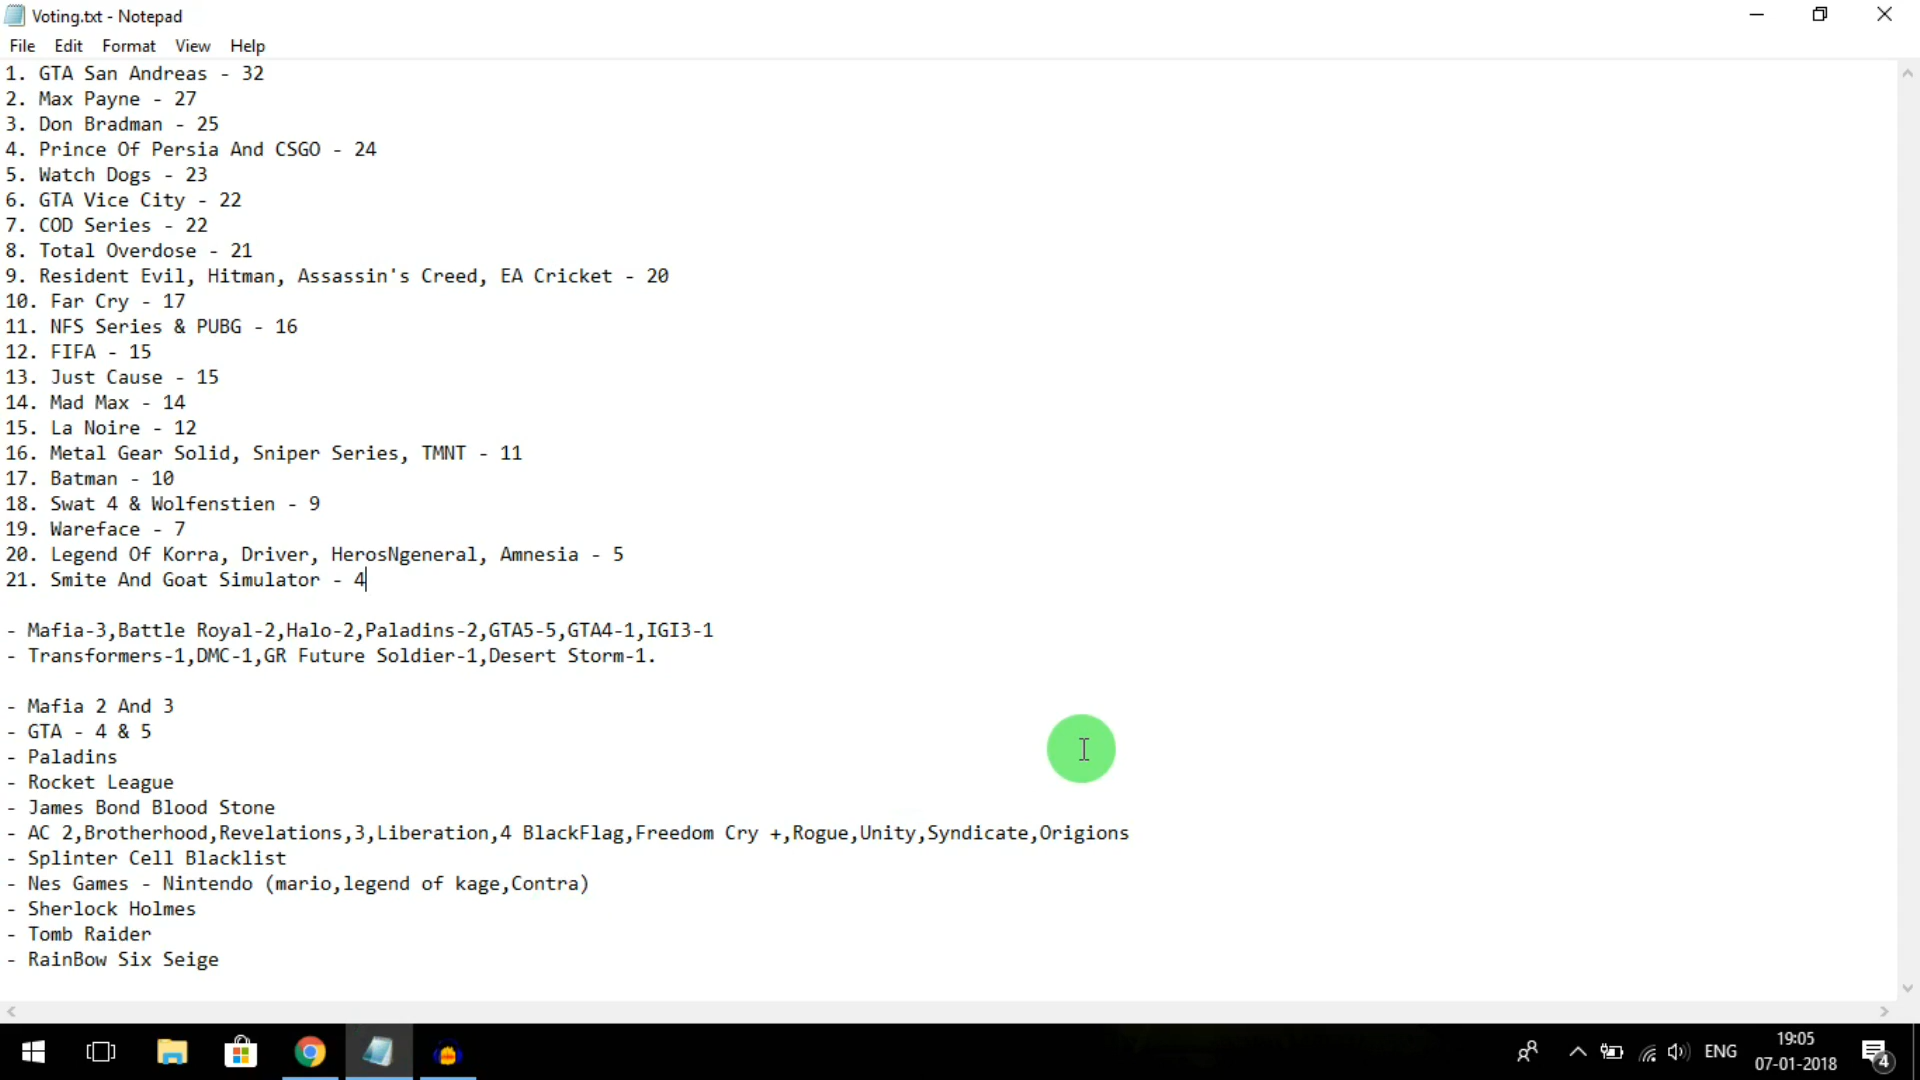 Voting.txt - Notepad
File Edit Format View Help
1. GTA San Andreas - 32
2. Max Payne - 27
3. Don Bradman - 25
4. Prince Of Persia And CSGO - 24
5. Watch Dogs - 23
6. GTA Vice City - 22
7. COD Series - 22
8. Total Overdose - 21
9. Resident Evil, Hitman, Assassin's Creed, EA Cricket - 20
10. Far Cry - 17
11. NFS Series & PUBG - 16
12. FIFA - 15
13. Just Cause - 15
14. Mad Max - 14
15. La Noire - 12
16. Metal Gear Solid, Sniper Series, TMNT - 11
17. Batman - 10
18. Swat 4 & Wolfenstien - 9
19. Wareface - 7
20. Legend Of Korra, Driver, HerosNgeneral, Amnesia - 5
21. Smite And Goat Simulator - 4
- Mafia-3,Battle Royal-2,Halo-2,Paladins-2,GTA5-5,GTA4-1,IGI3-1
- Transformers-1,DMC-1,GR Future Soldier-1,Desert Storm-1.
- Mafia 2 And 3
- GTA - 4 & 5
- Paladins
- Rocket League
- James Bond Blood Stone
- AC 2,Brotherhood,Revelations,3,Liberation,4 BlackFlag,Freedom Cry +,Rogue,Unity,Syndicate,Origions
- Splinter Cell Blacklist
- Nes Games - Nintendo (mario,legend of kage,Contra)
- Sherlock Holmes
- Tomb Raider
- RainBow Six Seige
ENG
19:05
07-01-2018
4